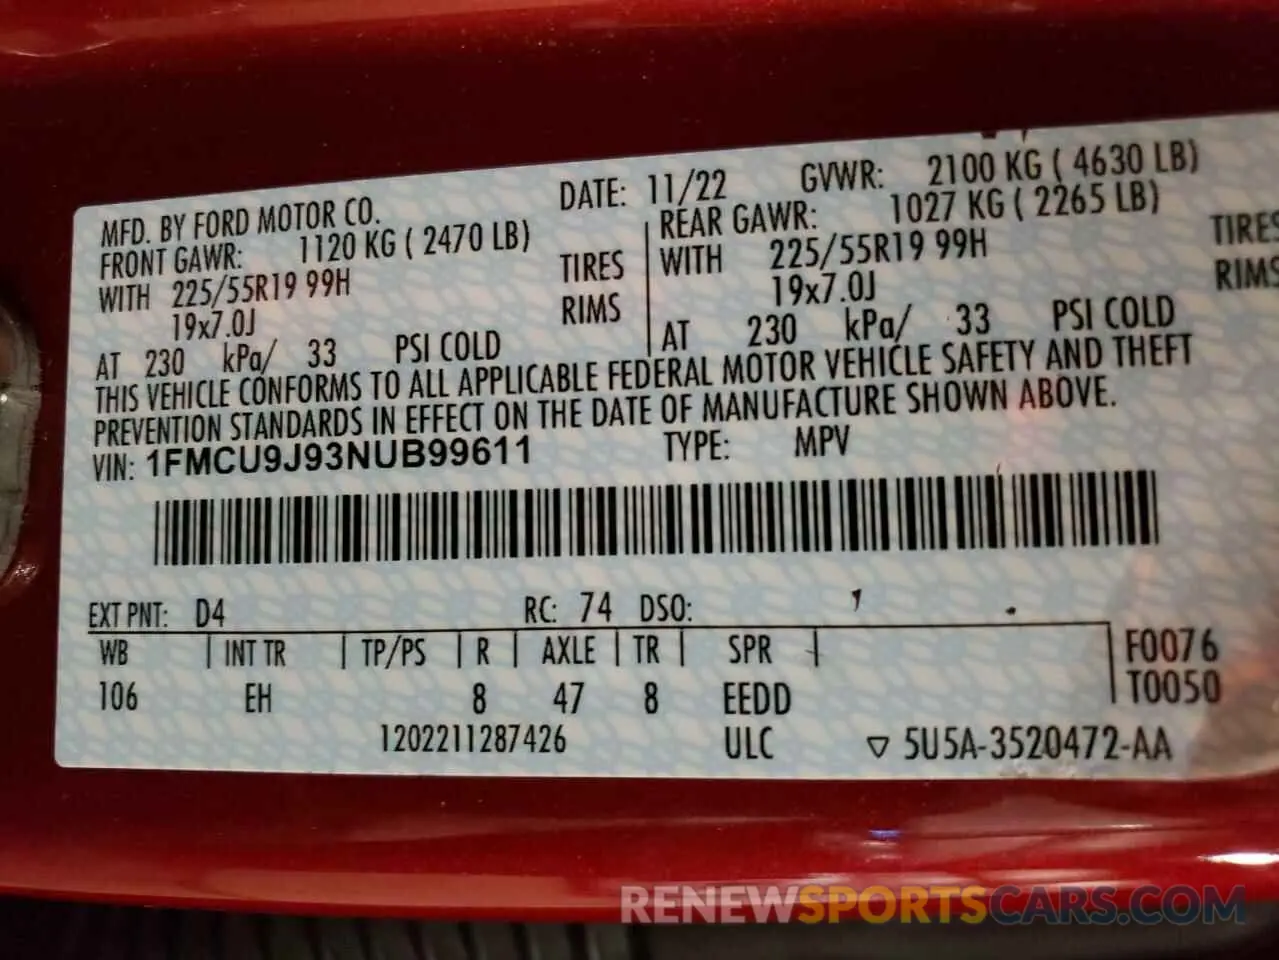 MFD. BY FORD MOTOR CO. DATE: 11/22 GVWR: 2100 KG ( 4630 LB)
FRONT GAWR: 1120 KG ( 2470 LB) REAR GAWR: 1027 KG ( 2265 LB)
WITH 225/55R19 99H TIRES WITH 225/55R19 99H TIRES
19x7.0J RIMS 19x7.0J RIMS
AT 230 kPa/ 33 PSI COLD AT 230 kPa/ 33 PSI COLD
THIS VEHICLE CONFORMS TO ALL APPLICABLE FEDERAL MOTOR VEHICLE SAFETY AND THEFT
PREVENTION STANDARDS IN EFFECT ON THE DATE OF MANUFACTURE SHOWN ABOVE.
VIN: 1FMCU9J93NUB99611 TYPE: MPV
EXT PNT: D4 RC: 74 DSO:
WB INT TR TP/PS R AXLE TR SPR F0076
106 EH 8 47 8 EEDD T0050
1202211287426 ULC ▽ 5U5A-3520472-AA
RENEWSPORTSCARS.COM